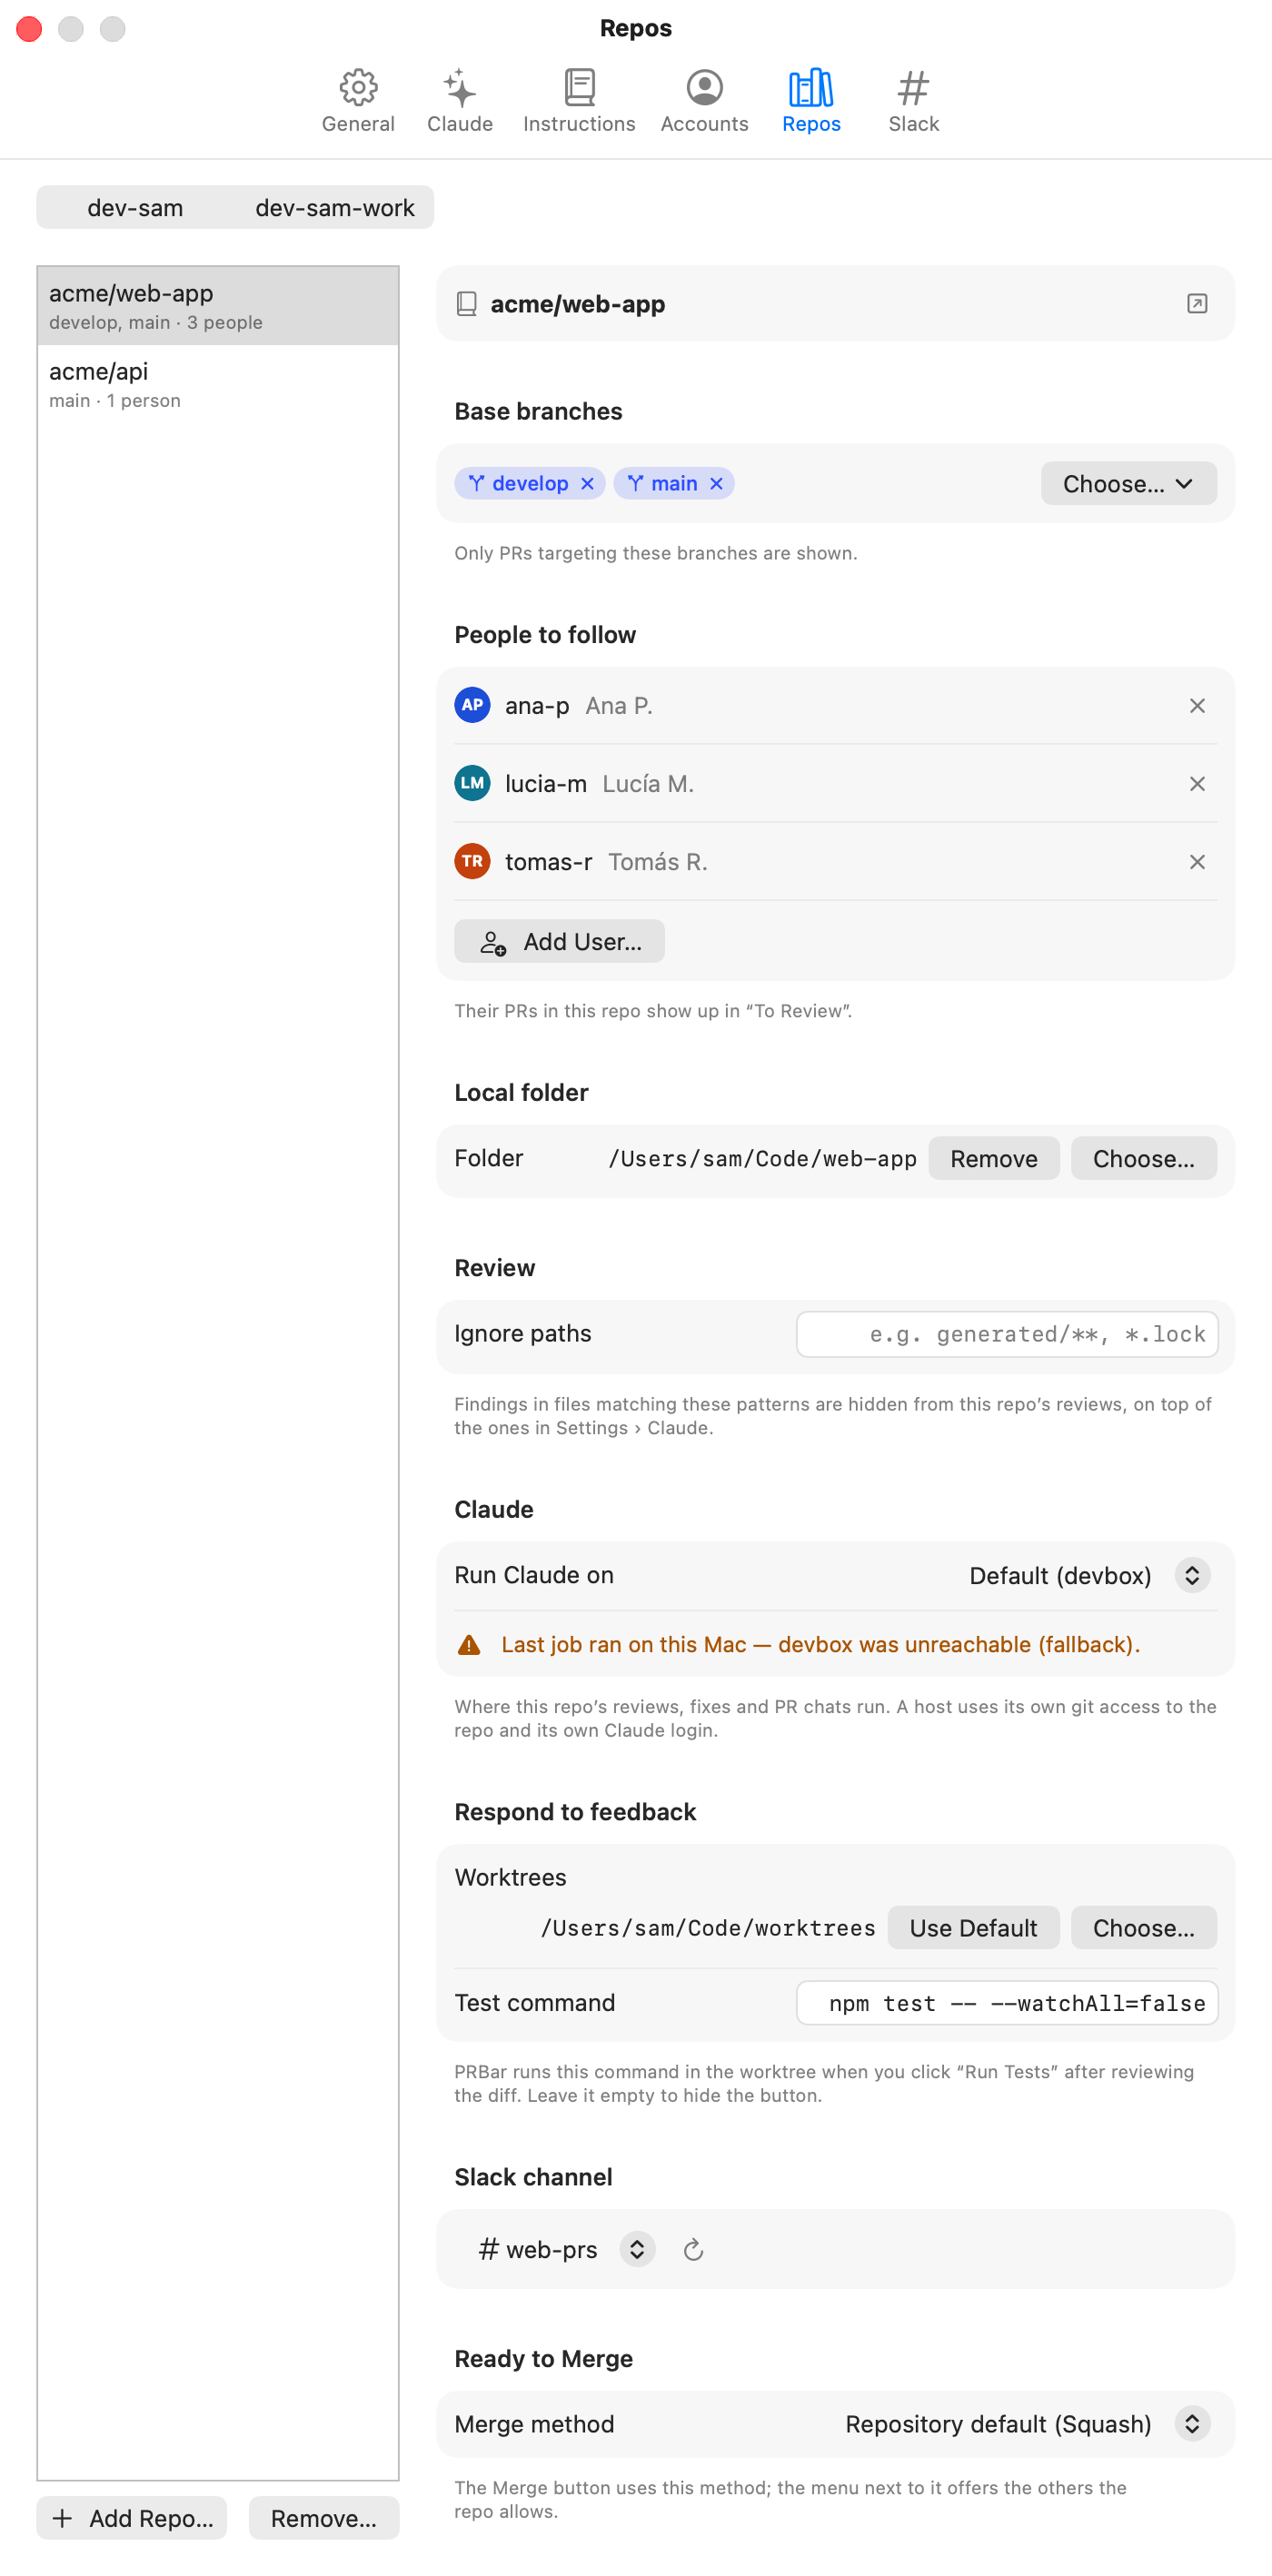 Repos
General
Claude
Instructions
Accounts
Repos
Slack
dev-sam
dev-sam-work
acme/web-app
develop, main · 3 people
acme/api
main · 1 person
+ Add Repo...
Remove...
acme/web-app
Base branches
develop ×
main ×
Choose...
Only PRs targeting these branches are shown.
People to follow
AP ana-p Ana P.
LM lucia-m Lucía M.
TR tomas-r Tomás R.
Add User...
Their PRs in this repo show up in “To Review”.
Local folder
Folder /Users/sam/Code/web-app Remove Choose...
Review
Ignore paths e.g. generated/**, *.lock
Findings in files matching these patterns are hidden from this repo’s reviews, on top of
the ones in Settings › Claude.
Claude
Run Claude on Default (devbox)
Last job ran on this Mac — devbox was unreachable (fallback).
Where this repo’s reviews, fixes and PR chats run. A host uses its own git access to the
repo and its own Claude login.
Respond to feedback
Worktrees
/Users/sam/Code/worktrees Use Default Choose...
Test command npm test -- --watchAll=false
PRBar runs this command in the worktree when you click “Run Tests” after reviewing
the diff. Leave it empty to hide the button.
Slack channel
# web-prs
Ready to Merge
Merge method Repository default (Squash)
The Merge button uses this method; the menu next to it offers the others the
repo allows.